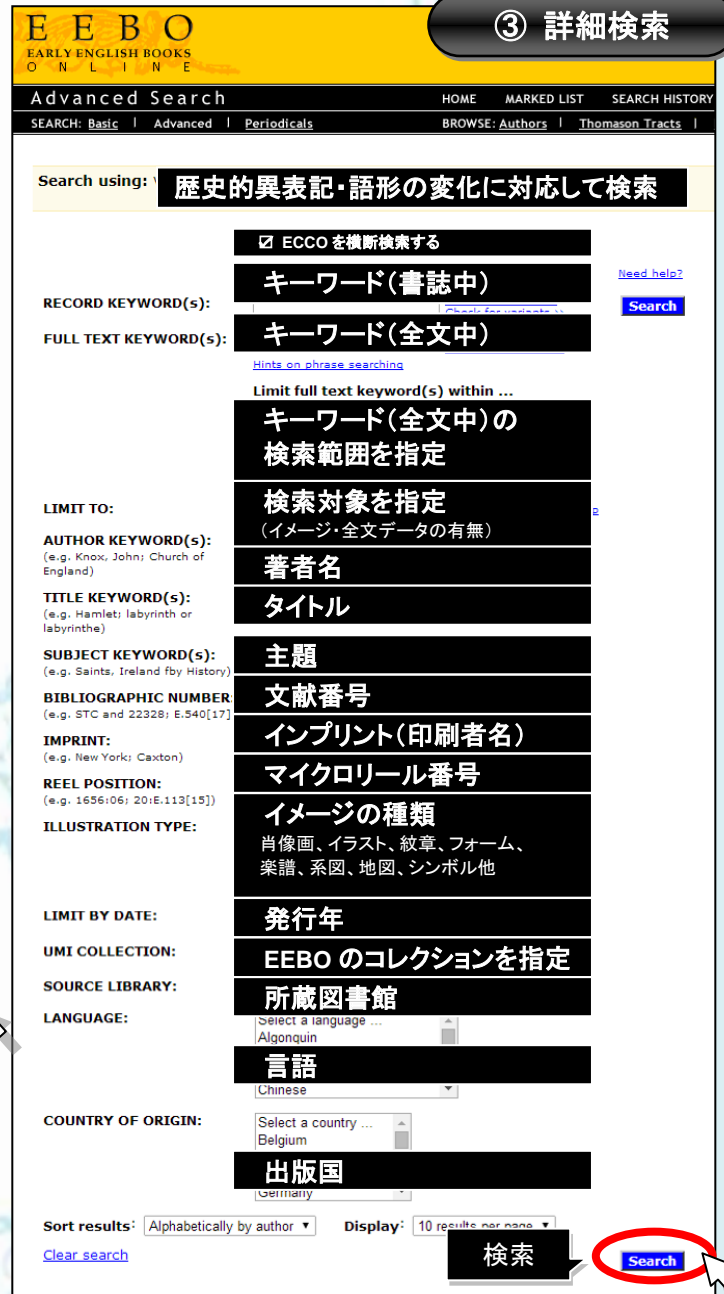 ③ 詳細検索
E E B O
EARLY ENGLISH BOOKS
O N L I N E
Advanced Search
HOME MARKED LIST SEARCH HISTORY
SEARCH: Basic | Advanced | Periodicals
BROWSE: Authors | Thomason Tracts |
Search using:
歴史的異表記・語形の変化に対応して検索
☑ ECCO を横断検索する
キーワード（書誌中）
Need help?
RECORD KEYWORD(s):
Check for variants >>
Search
FULL TEXT KEYWORD(s):
キーワード（全文中）
Hints on phrase searching
Limit full text keyword(s) within ...
キーワード（全文中）の
検索範囲を指定
LIMIT TO:
検索対象を指定
（イメージ・全文データの有無）
AUTHOR KEYWORD(s):
(e.g. Knox, John; Church of
England)
著者名
TITLE KEYWORD(s):
(e.g. Hamlet; labyrinth or
labyrinthe)
タイトル
SUBJECT KEYWORD(s):
(e.g. Saints, Ireland fby History)
主題
BIBLIOGRAPHIC NUMBER:
(e.g. STC and 22328; E.540[17]
文献番号
IMPRINT:
(e.g. New York; Caxton)
インプリント（印刷者名）
REEL POSITION:
(e.g. 1656:06; 20:E.113[15])
マイクロリール番号
ILLUSTRATION TYPE:
イメージの種類
肖像画、イラスト、紋章、フォーム、
楽譜、系図、地図、シンボル他
LIMIT BY DATE:
発行年
UMI COLLECTION:
EEBO のコレクションを指定
SOURCE LIBRARY:
所蔵図書館
LANGUAGE:
Select a language ...
Algonquin
言語
Chinese
COUNTRY OF ORIGIN:
Select a country ...
Belgium
出版国
Germany
Sort results: Alphabetically by author ▼ Display: 10 results per page ▼
Clear search
検索
Search